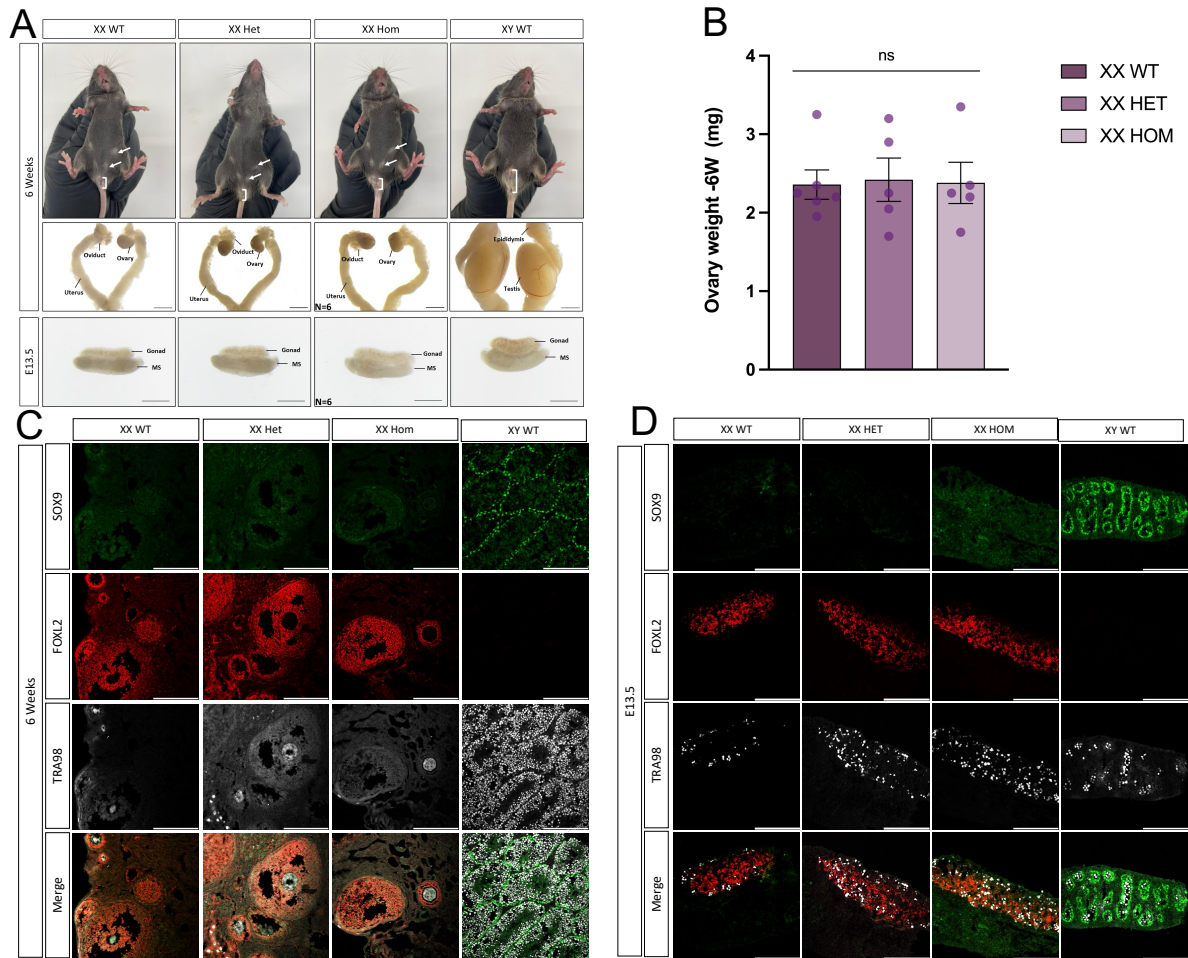 A
XX WT
XX Het
XX Hom
XY WT
6 Weeks
Oviduct
Ovary
Uterus
Oviduct
Ovary
Uterus
Oviduct
Ovary
Uterus
N=6
Epididymis
Testis
E13.5
Gonad
MS
Gonad
MS
Gonad
MS
N=6
Gonad
MS
B
ns
Ovary weight -6W (mg)
4
3
2
1
0
XX WT
XX HET
XX HOM
C
XX WT
XX Het
XX Hom
XY WT
6 Weeks
SOX9
FOXL2
TRA98
Merge
D
XX WT
XX HET
XX HOM
XY WT
E13.5
SOX9
FOXL2
TRA98
Merge